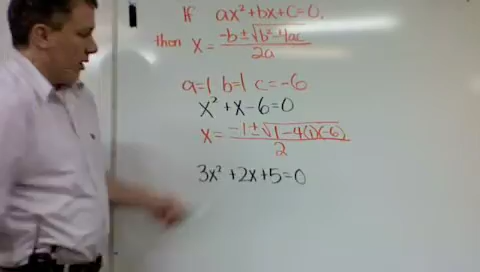 If ax² + bx + c = 0,
then x = (-b ± √(b² - 4ac)) / 2a
a = 1 b = 1 c = -6
x² + x - 6 = 0
x = (-1 ± √(1 - 4(1)(-6))) / 2
3x² + 2x + 5 = 0